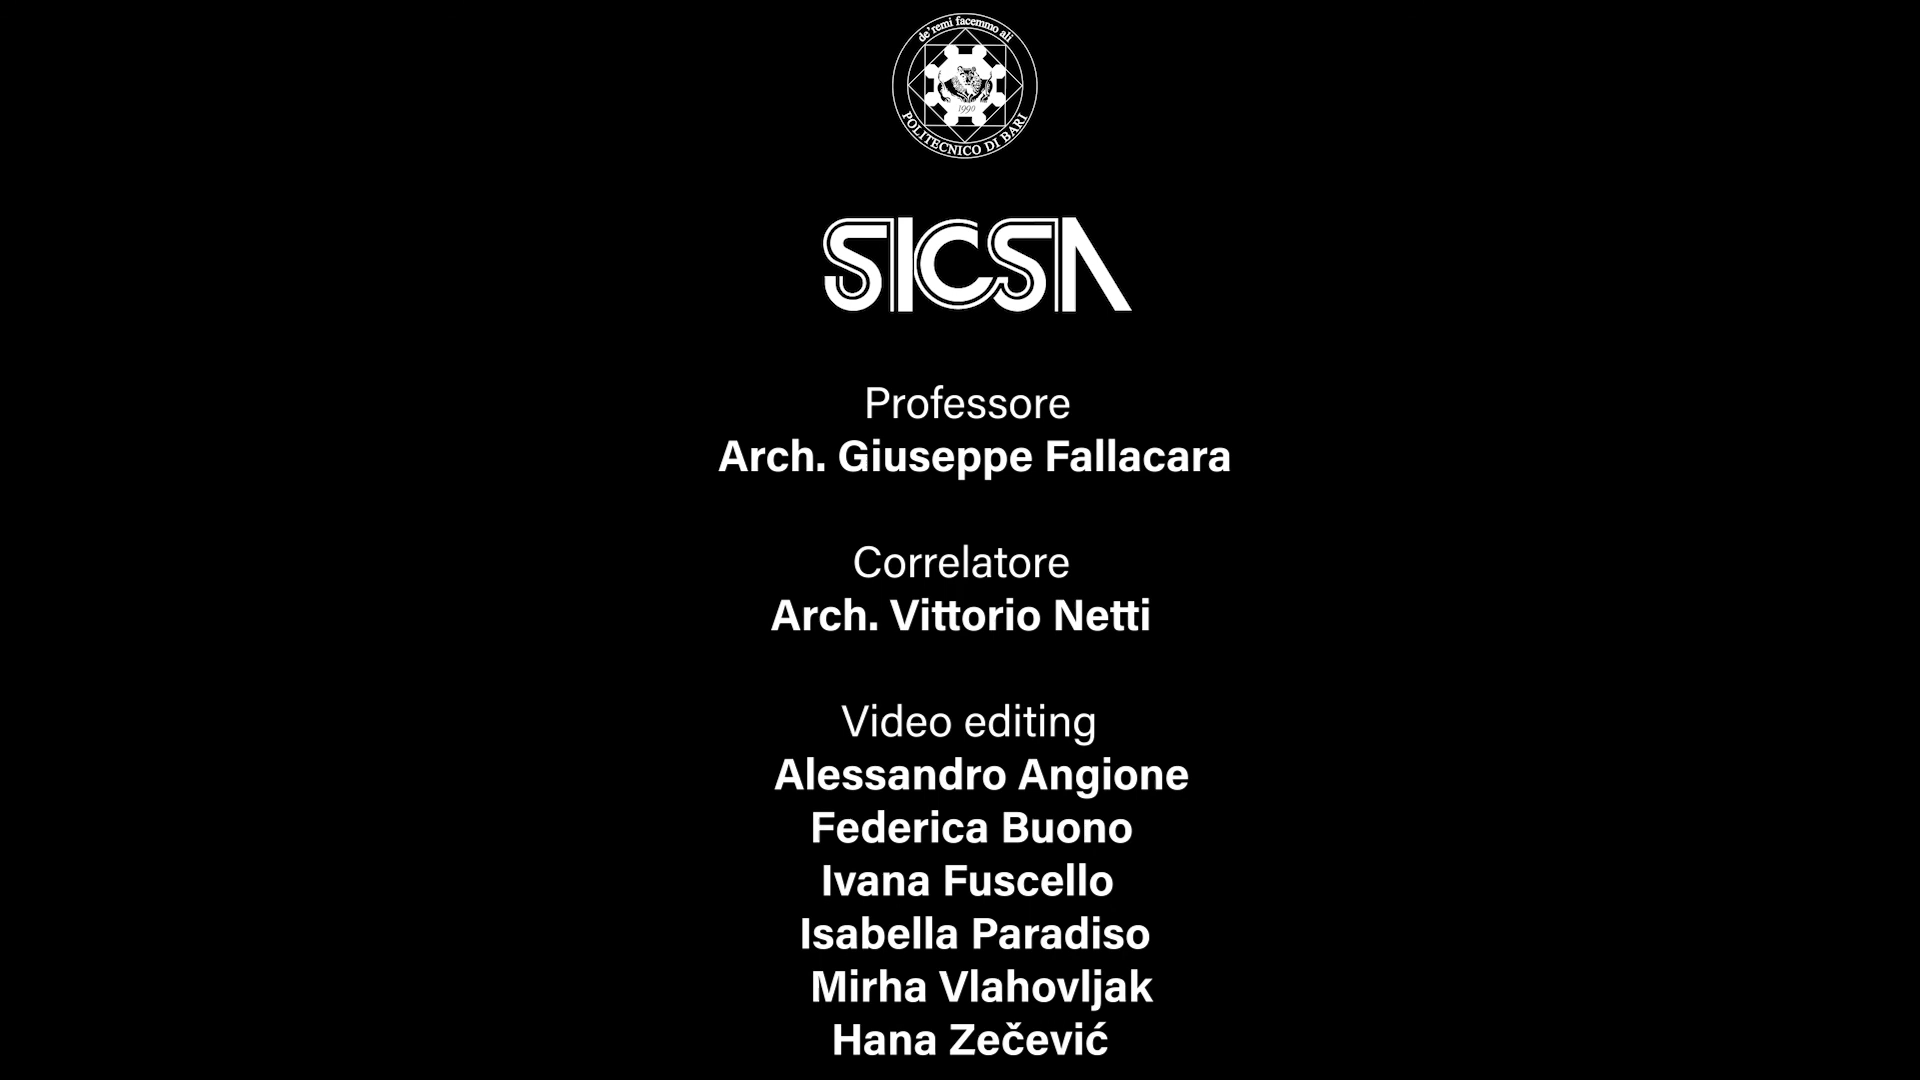 de' remi facemmo ali
1990
POLITECNICO DI BARI
SICSA
Professore
Arch. Giuseppe Fallacara
Correlatore
Arch. Vittorio Netti
Video editing
Alessandro Angione
Federica Buono
Ivana Fuscello
Isabella Paradiso
Mirha Vlahovljak
Hana Zečević